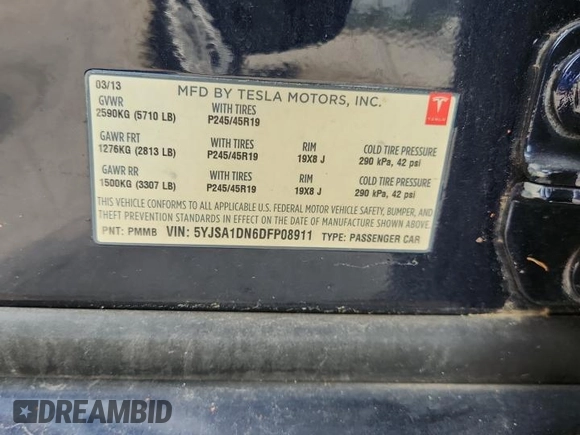 03/13 MFD BY TESLA MOTORS, INC.
TESLA
GVWR WITH TIRES
2590KG (5710 LB) P245/45R19
GAWR FRT WITH TIRES RIM COLD TIRE PRESSURE
1276KG (2813 LB) P245/45R19 19X8 J 290 kPa, 42 psi
GAWR RR WITH TIRES RIM COLD TIRE PRESSURE
1500KG (3307 LB) P245/45R19 19X8 J 290 kPa, 42 psi
THIS VEHICLE CONFORMS TO ALL APPLICABLE U.S. FEDERAL MOTOR VEHICLE SAFETY, BUMPER, AND
THEFT PREVENTION STANDARDS IN EFFECT ON THE DATE OF MANUFACTURE SHOWN ABOVE.
PNT: PMMB VIN: 5YJSA1DN6DFP08911 TYPE: PASSENGER CAR
DREAMBID